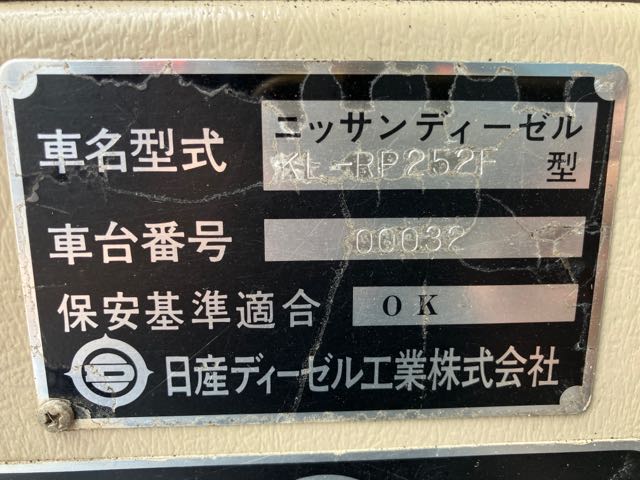 車名型式 ニッサンディーゼル
KL-RP252F 型
車台番号 00032
保安基準適合 OK
日産ディーゼル工業株式会社